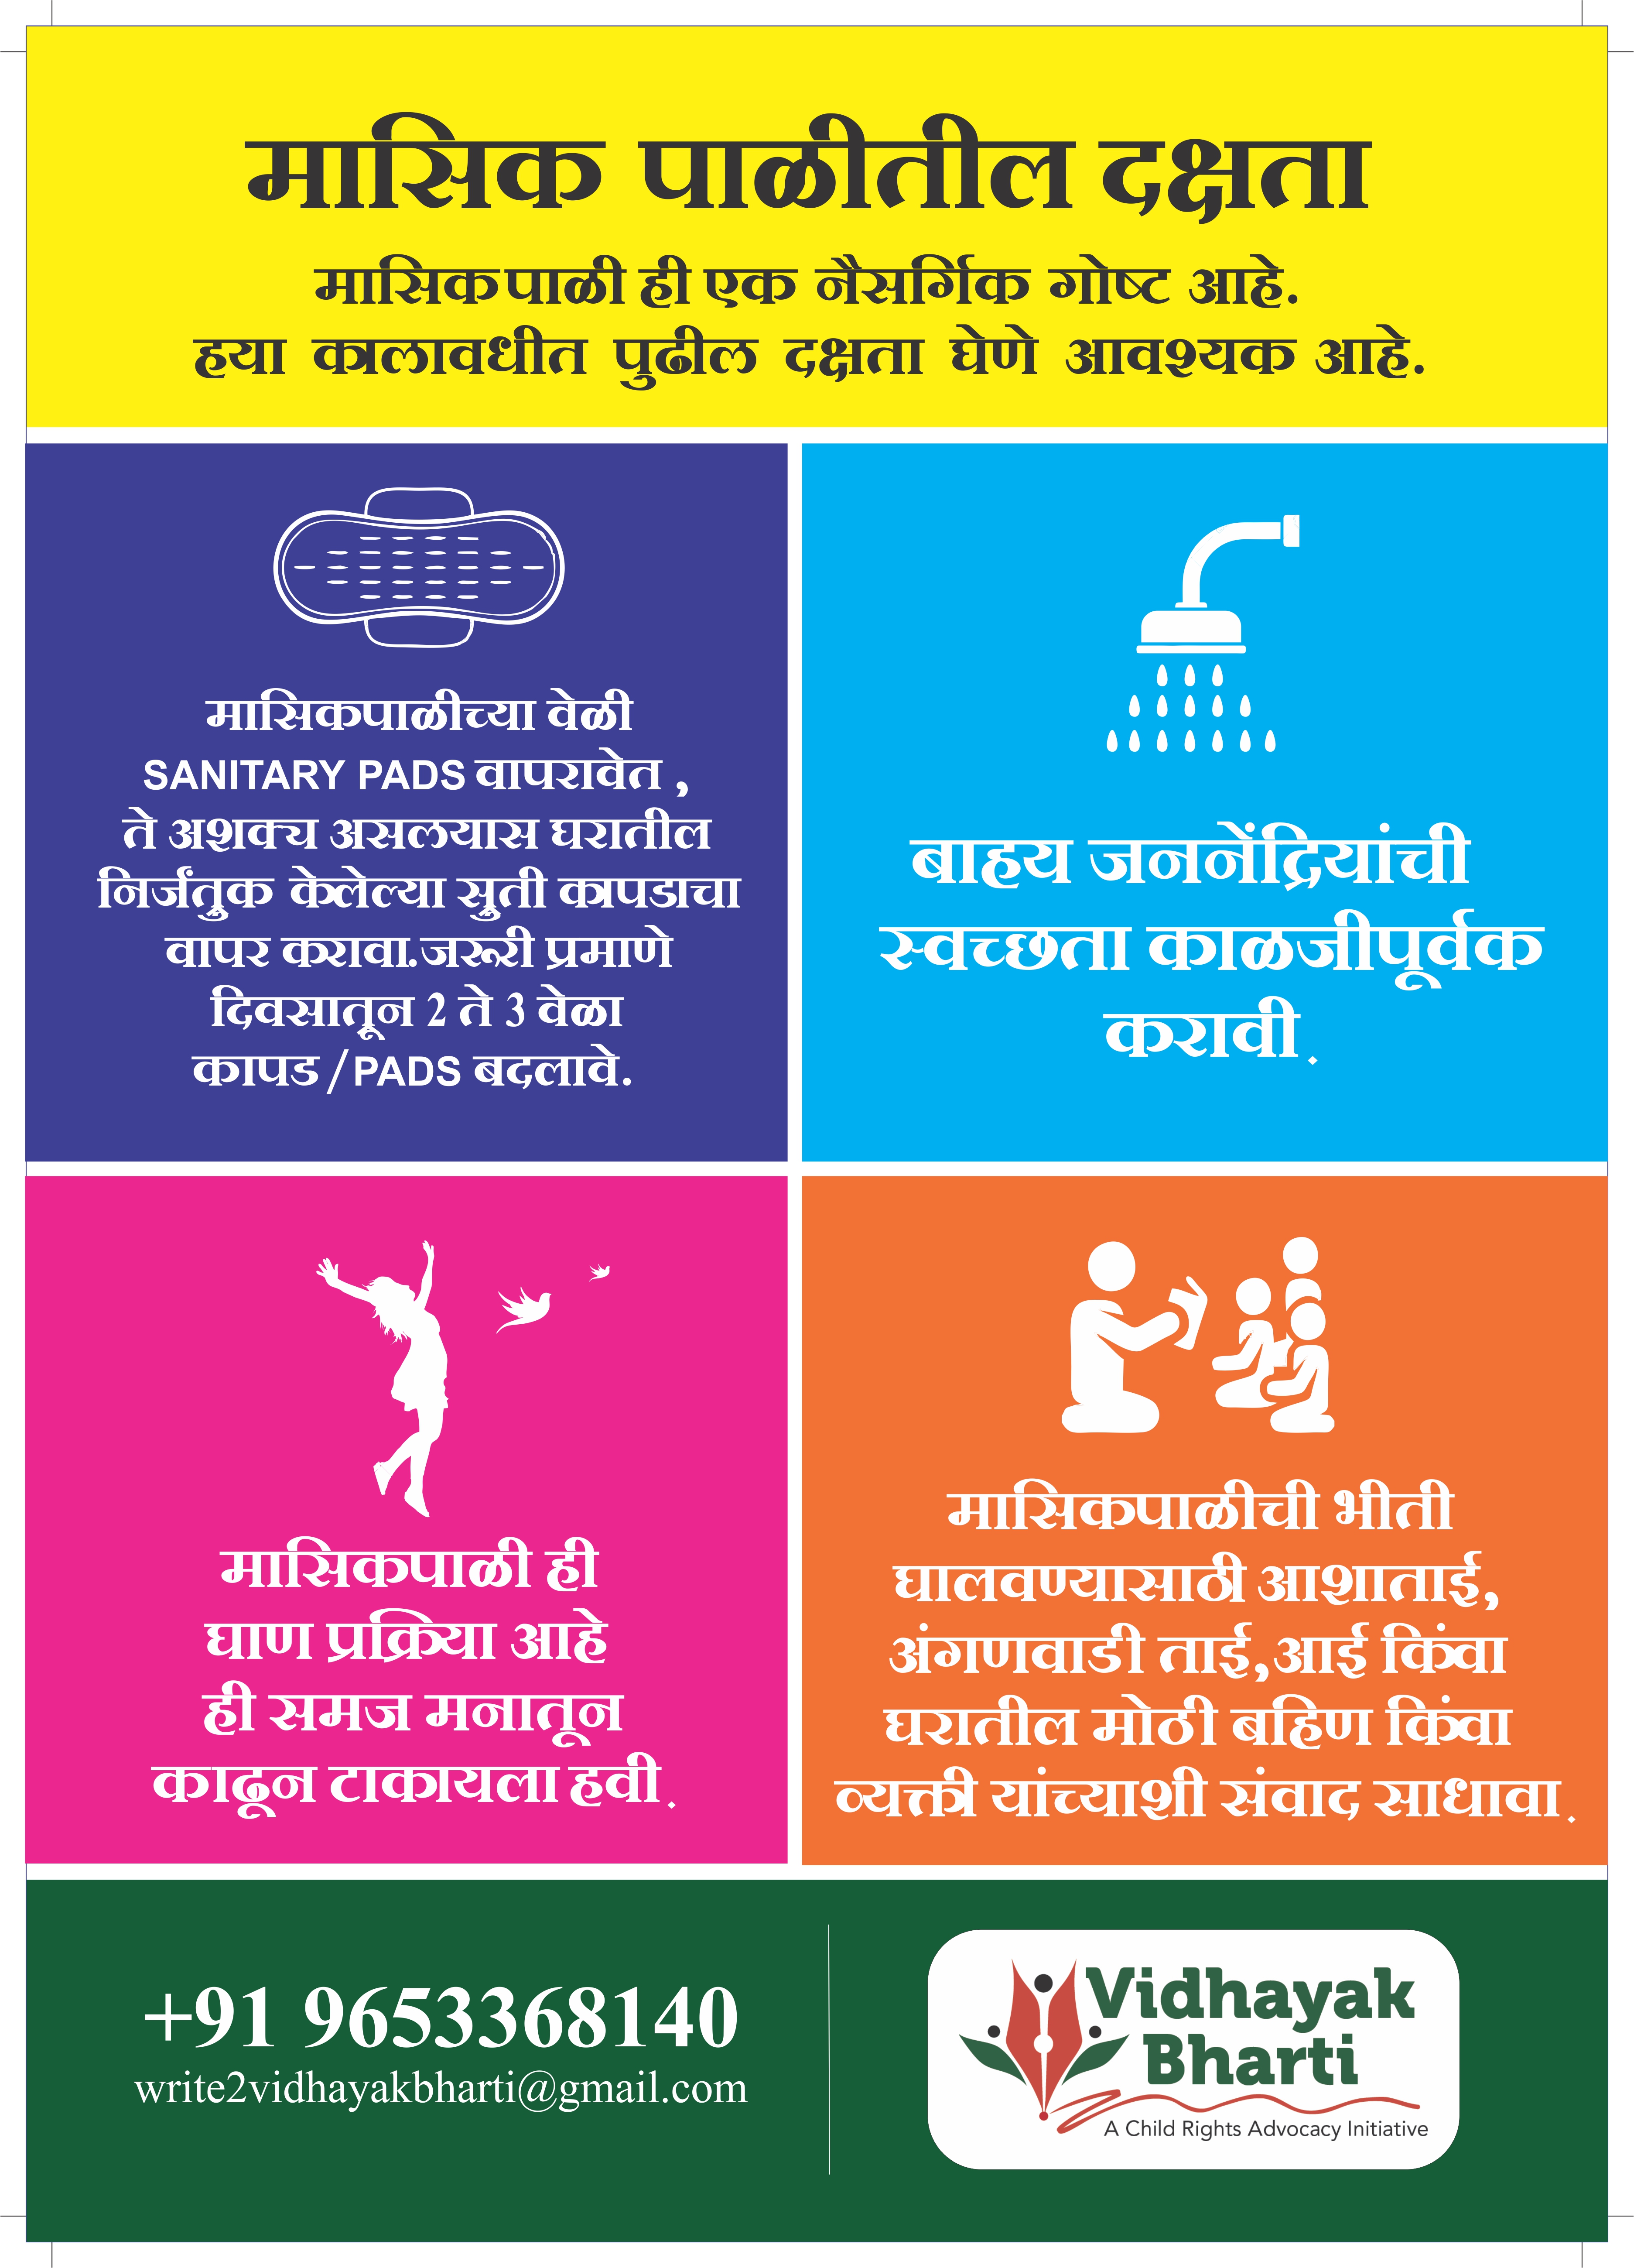 मासिक पाळीतील दक्षता
मासिकपाळी ही एक नैसर्गिक गोष्ट आहे.
हया कालावधीत पुढील दक्षता घेणे आवश्यक आहे.
मासिकपाळीच्या वेळी
SANITARY PADS वापरावेत ,
ते अशक्य असलयास घरातील
निर्जंतुक केलेल्या सुती कापडाचा
वापर करावा.जरूरी प्रमाणे
दिवसातून 2 ते 3 वेळा
कापड /PADS बदलावे.
बाहय जननेंद्रियांची
स्वच्छता काळजीपूर्वक
करावी.
मासिकपाळी ही
घाण प्रक्रिया आहे
ही समज मनातून
काढून टाकायला हवी.
मासिकपाळीची भीती
घालवण्यासाठी आशाताई,
अंगणवाडी ताई,आई किंवा
घरातील मोठी बहिण किंवा
व्यक्ती यांच्याशी संवाद साधावा.
+91 9653368140
write2vidhayakbharti@gmail.com
Vidhayak
Bharti
A Child Rights Advocacy Initiative